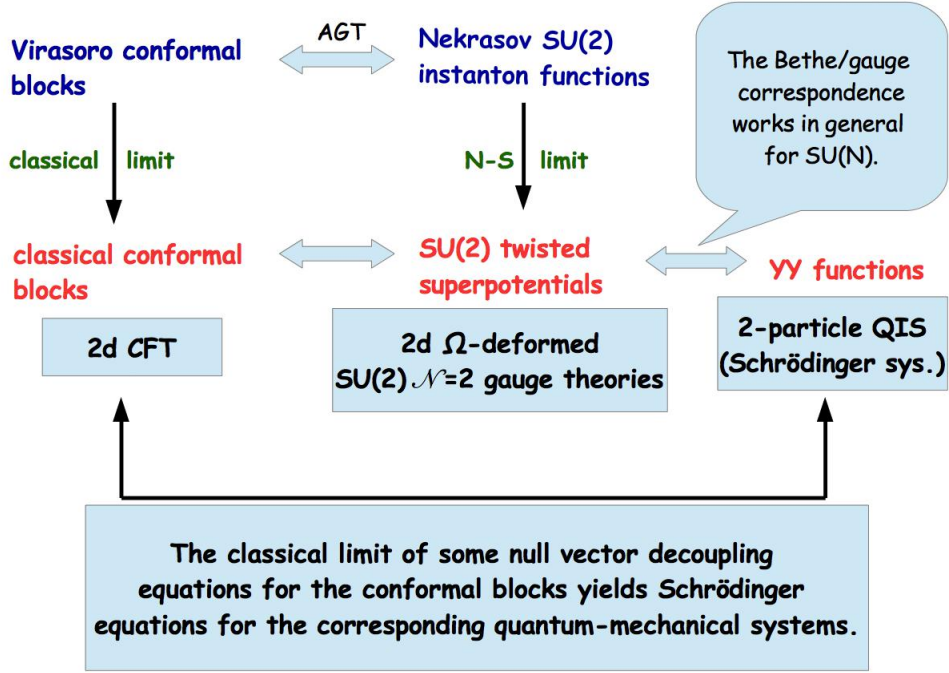 AGT
Virasoro conformal
blocks
Nekrasov SU(2)
instanton functions
The Bethe/gauge
correspondence
works in general
for SU(N).
classical limit
N-S limit
classical conformal
blocks
SU(2) twisted
superpotentials
YY functions
2d CFT
2d Ω-deformed
SU(2) 𝒩=2 gauge theories
2-particle QIS
(Schrödinger sys.)
The classical limit of some null vector decoupling
equations for the conformal blocks yields Schrödinger
equations for the corresponding quantum-mechanical systems.